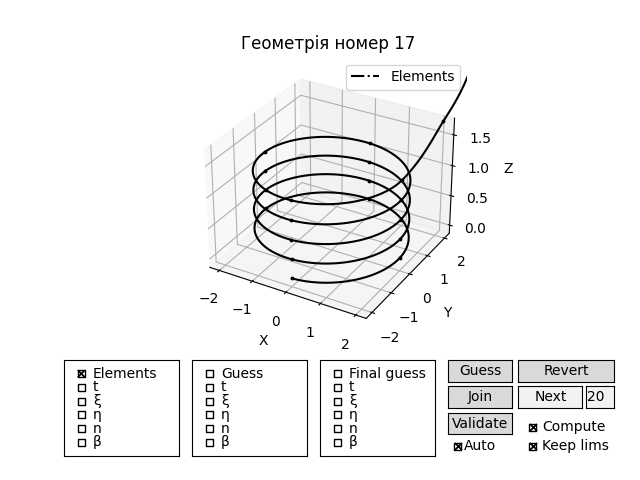 Геометрія номер 17
Elements
1.5
1.0
0.5
0.0
Z
−2
−1
0
1
2
X
−2
−1
0
1
2
Y
Elements
t
ξ
η
n
β
Guess
t
ξ
η
n
β
Final guess
t
ξ
η
n
β
Guess
Revert
Join
Next
20
Validate
Compute
Auto
Keep lims